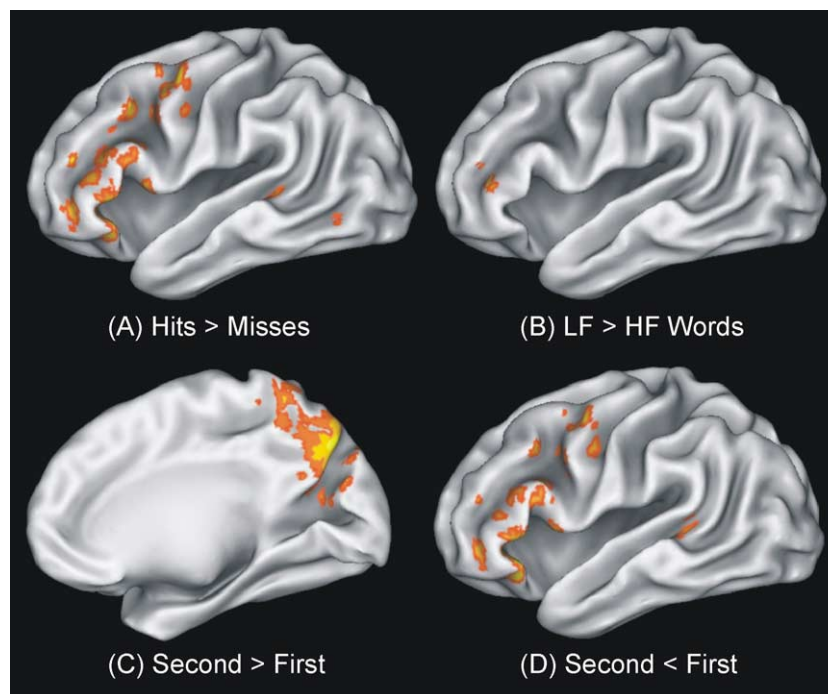 (A) Hits > Misses
(B) LF > HF Words
(C) Second > First
(D) Second < First